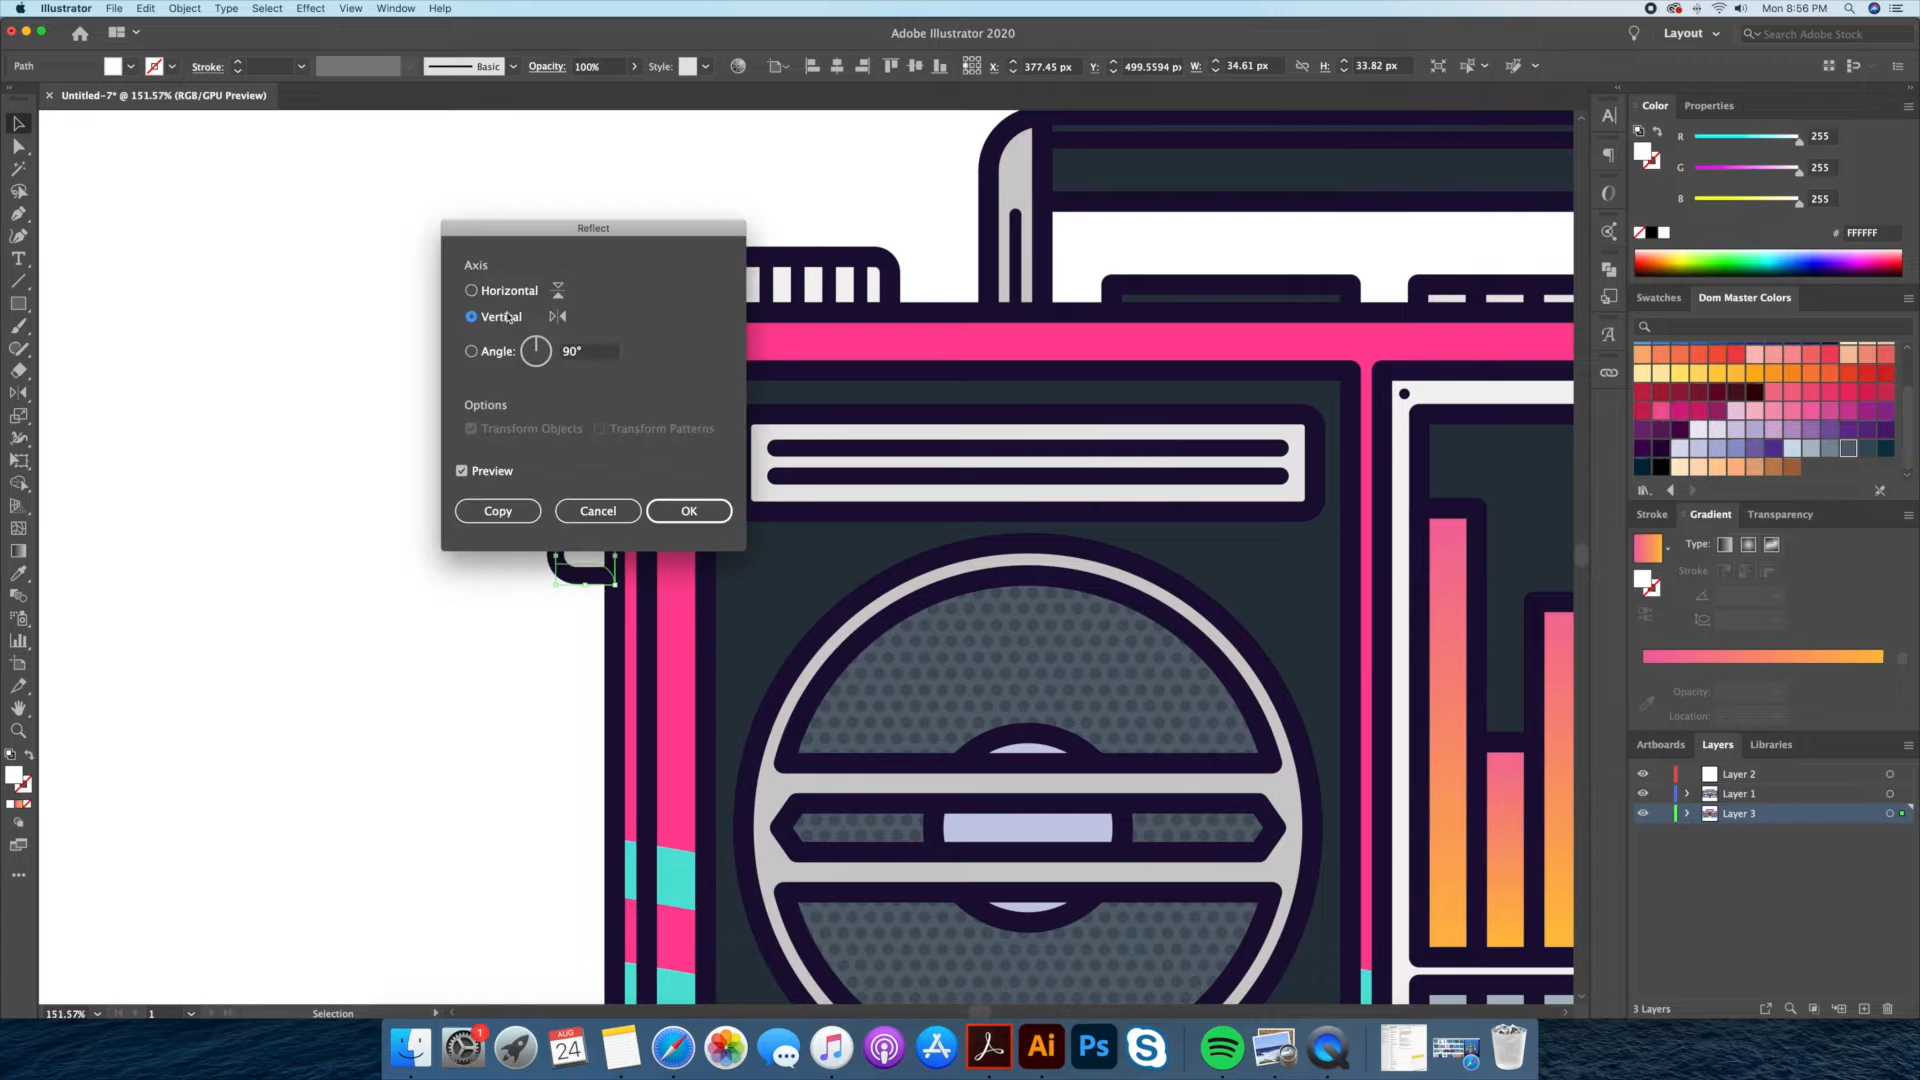 Illustrator File Edit Object Type Select Effect View Window Help
Mon 8:56 PM
Adobe Illustrator 2020
Layout
Search Adobe Stock
Path
Stroke:
Basic
Opacity: 100%
Style:
X: 377.45 px
Y: 499.5594 px
W: 34.61 px
H: 33.82 px
Untitled-7* @ 151.57% (RGB/GPU Preview)
Color Properties
R 255
G 255
B 255
# FFFFFF
Swatches Dom Master Colors
Reflect
Axis
Horizontal
Vertical
Angle: 90°
Options
Transform Objects Transform Patterns
Preview
Copy Cancel OK
Stroke Gradient Transparency
Type:
Stroke:
Opacity:
Location:
Artboards Layers Libraries
Layer 2
Layer 1
Layer 3
3 Layers
151.57%
1
Selection
1
AUG
24
Ai
Ps